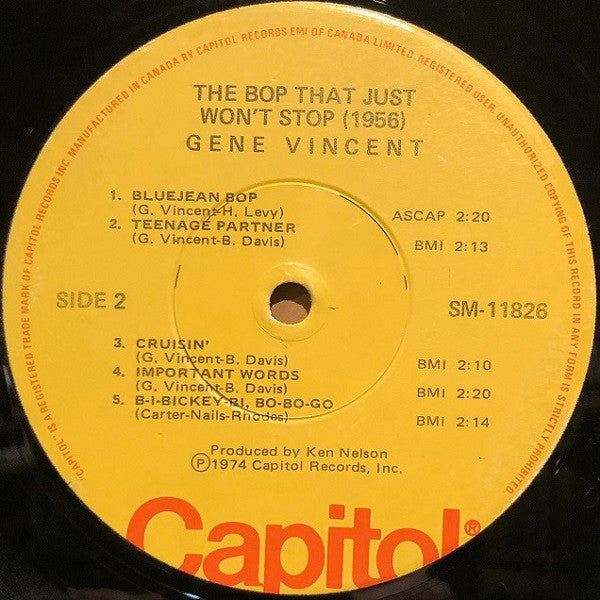 MANUFACTURED IN CANADA BY CAPITOL RECORDS-EMI OF CANADA LIMITED. REGISTERED USER. UNAUTHORIZED COPYING OF THIS RECORD IN ANY FORM IS STRICTLY PROHIBITED
"CAPITOL" IS A REGISTERED TRADE MARK OF CAPITOL RECORDS INC.
THE BOP THAT JUST
WON'T STOP (1956)
GENE VINCENT
1. BLUEJEAN BOP
(G. Vincent-H. Levy) ASCAP 2:20
2. TEENAGE PARTNER
(G. Vincent-B. Davis) BMI 2:13
SIDE 2 SM-11826
3. CRUISIN'
(G. Vincent-B. Davis) BMI 2:10
4. IMPORTANT WORDS
(G. Vincent-B. Davis) BMI 2:20
5. B-I-BICKEY-BI, BO-BO-GO
(Carter-Nails-Rhodes) BMI 2:14
Produced by Ken Nelson
Ⓟ1974 Capitol Records, Inc.
Capitol®